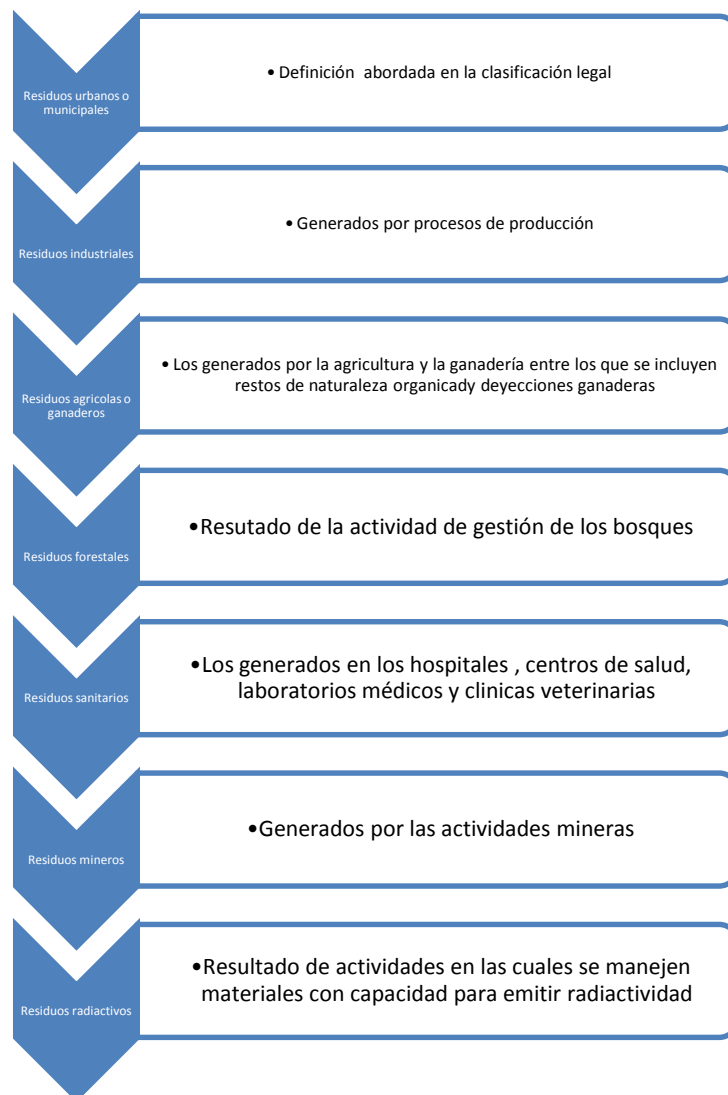 Residuos urbanos o
municipales
• Definición abordada en la clasificación legal
Residuos industriales
• Generados por procesos de producción
Residuos agricolas o
ganaderos
• Los generados por la agricultura y la ganadería entre los que se incluyen
restos de naturaleza organicady deyecciones ganaderas
Residuos forestales
•Resutado de la actividad de gestión de los bosques
Residuos sanitarios
•Los generados en los hospitales , centros de salud,
laboratorios médicos y clinicas veterinarias
Residuos mineros
•Generados por las actividades mineras
Residuos radiactivos
•Resultado de actividades en las cuales se manejen
materiales con capacidad para emitir radiactividad